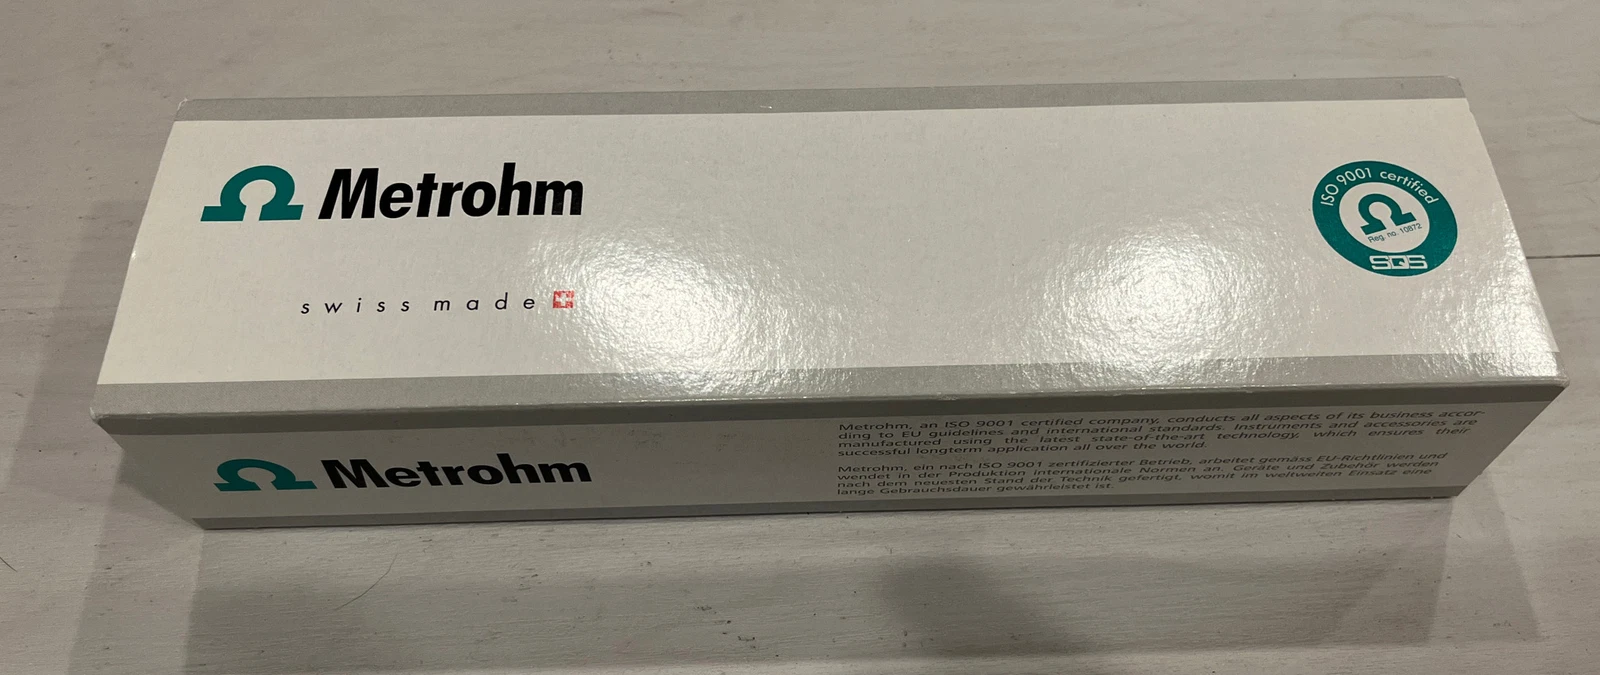 Metrohm
swiss made
ISO 9001 certified
Reg. no. 10872
SQS
Metrohm
Metrohm, an ISO 9001 certified company, conducts all aspects of its business accor-
ding to EU guidelines and international standards. Instruments and accessories are
manufactured using the latest state-of-the-art technology, which ensures their
successful longterm application all over the world.
Metrohm, ein nach ISO 9001 zertifizierter Betrieb, arbeitet gemäss EU-Richtlinien und
wendet in der Produktion internationale Normen an. Geräte und Zubehör werden
nach dem neuesten Stand der Technik gefertigt, womit im weltweiten Einsatz eine
lange Gebrauchsdauer gewährleistet ist.